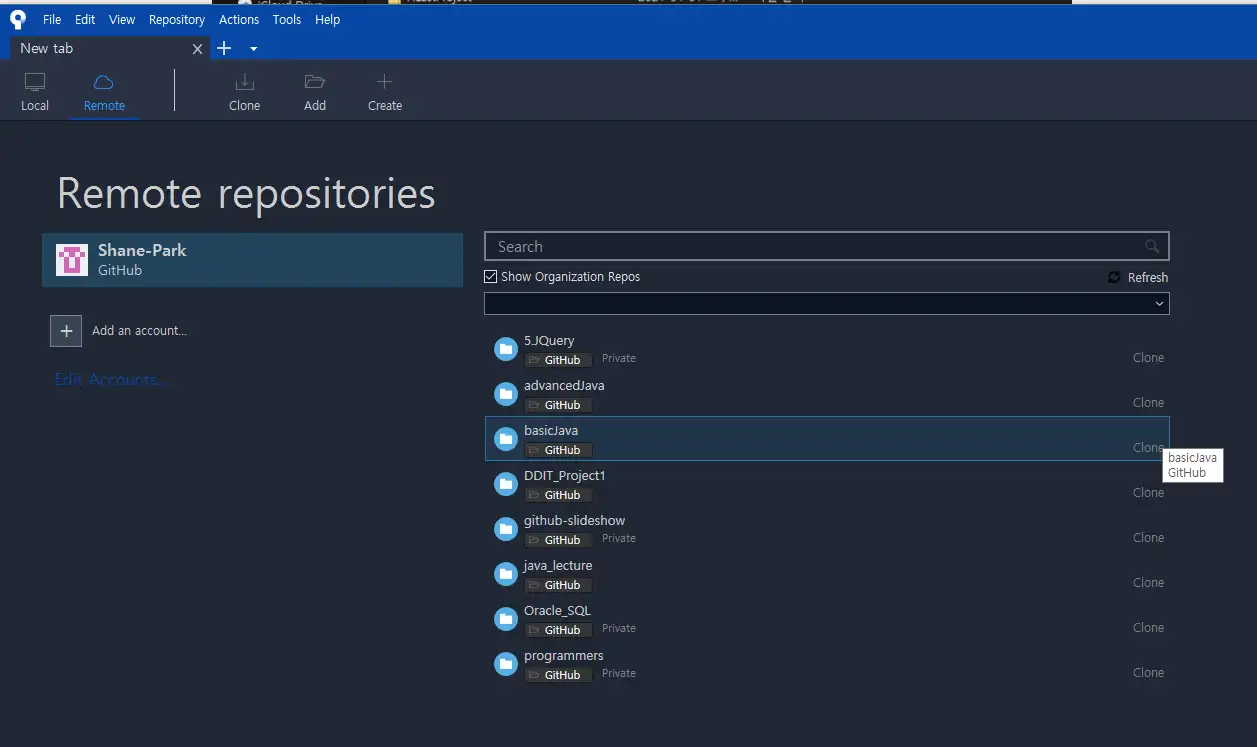 File Edit View Repository Actions Tools Help
New tab
Local Remote Clone Add Create
Remote repositories
Shane-Park
GitHub
Add an account...
Edit Accounts...
Search
Show Organization Repos Refresh
5.JQuery
GitHub Private Clone
advancedJava
GitHub Clone
basicJava
GitHub Clone
basicJava
GitHub
DDIT_Project1
GitHub Clone
github-slideshow
GitHub Private Clone
java_lecture
GitHub Clone
Oracle_SQL
GitHub Private Clone
programmers
GitHub Private Clone